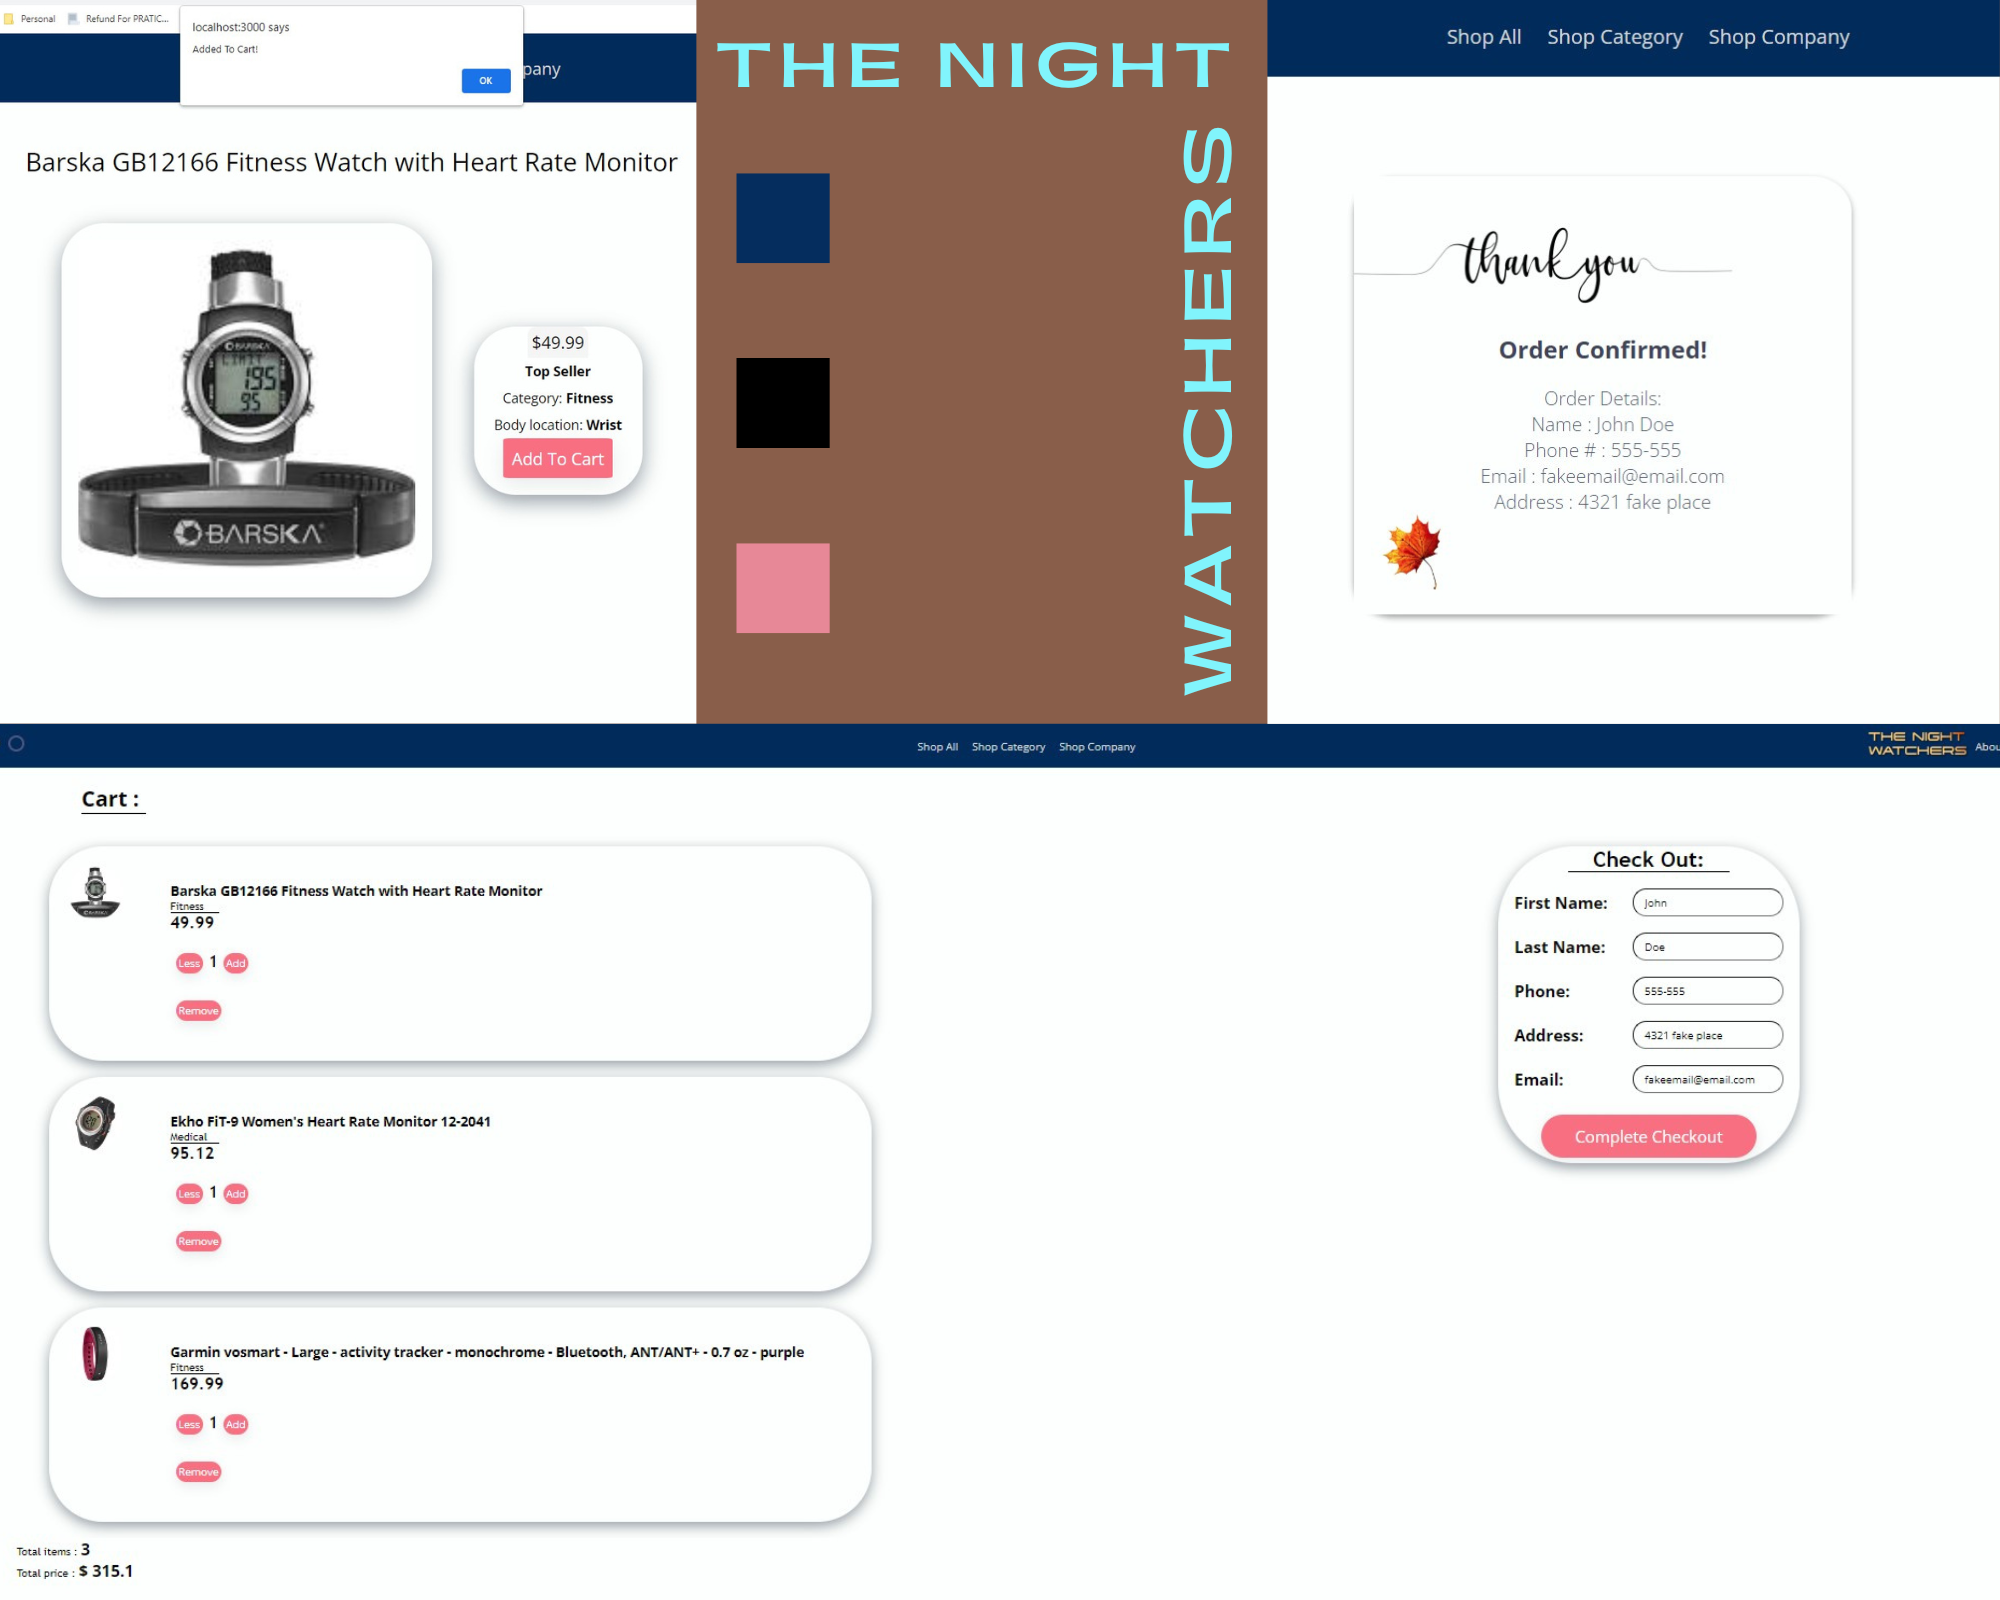 Personal
Refund For PRATIC...
localhost:3000 says
Added To Cart!
OK
pany
Barska GB12166 Fitness Watch with Heart Rate Monitor
BARSKA
LIMIT
195
95
BARSKA
$49.99
Top Seller
Category: Fitness
Body location: Wrist
Add To Cart
THE NIGHT
WATCHERS
Shop All Shop Category Shop Company
thank you
Order Confirmed!
Order Details:
Name : John Doe
Phone # : 555-555
Email : fakeemail@email.com
Address : 4321 fake place
Shop All Shop Category Shop Company
THE NIGHT
WATCHERS
Abou
Cart :
BARSKA
Barska GB12166 Fitness Watch with Heart Rate Monitor
Fitness
49.99
Less 1 Add
Remove
Ekho FiT-9 Women's Heart Rate Monitor 12-2041
Medical
95.12
Less 1 Add
Remove
Garmin vosmart - Large - activity tracker - monochrome - Bluetooth, ANT/ANT+ - 0.7 oz - purple
Fitness
169.99
Less 1 Add
Remove
Total items : 3
Total price : $ 315.1
Check Out:
First Name: John
Last Name: Doe
Phone: 555-555
Address: 4321 fake place
Email: fakeemail@email.com
Complete Checkout